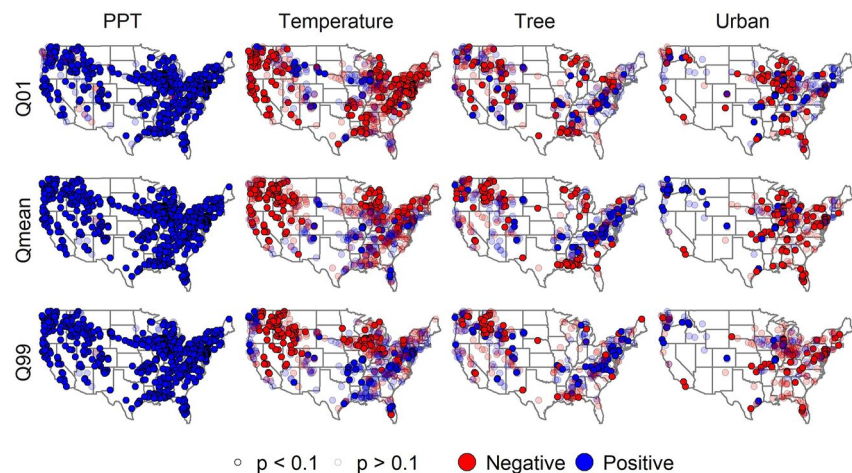 PPT Temperature Tree Urban
Q01
Qmean
Q99
p < 0.1 p > 0.1 Negative Positive